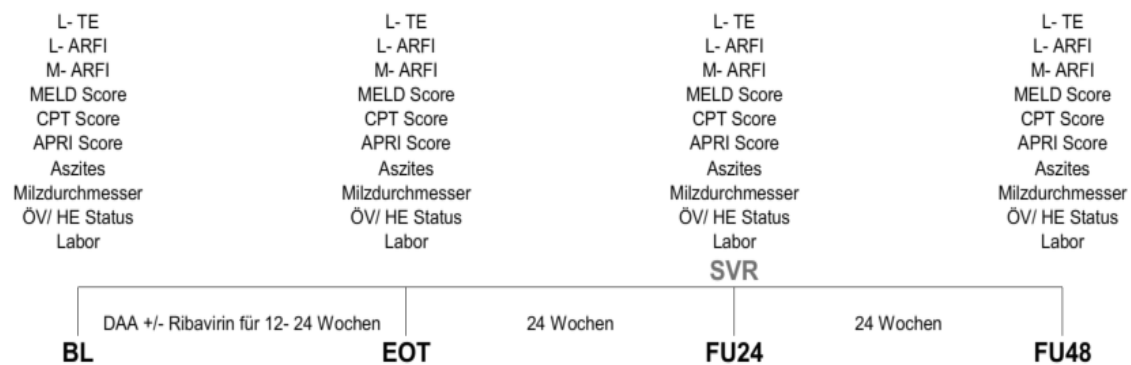 L- TE L- TE L- TE L- TE
L- ARFI L- ARFI L- ARFI L- ARFI
M- ARFI M- ARFI M- ARFI M- ARFI
MELD Score MELD Score MELD Score MELD Score
CPT Score CPT Score CPT Score CPT Score
APRI Score APRI Score APRI Score APRI Score
Aszites Aszites Aszites Aszites
Milzdurchmesser Milzdurchmesser Milzdurchmesser Milzdurchmesser
ÖV/ HE Status ÖV/ HE Status ÖV/ HE Status ÖV/ HE Status
Labor Labor Labor Labor
SVR
DAA +/- Ribavirin für 12- 24 Wochen 24 Wochen 24 Wochen
BL EOT FU24 FU48